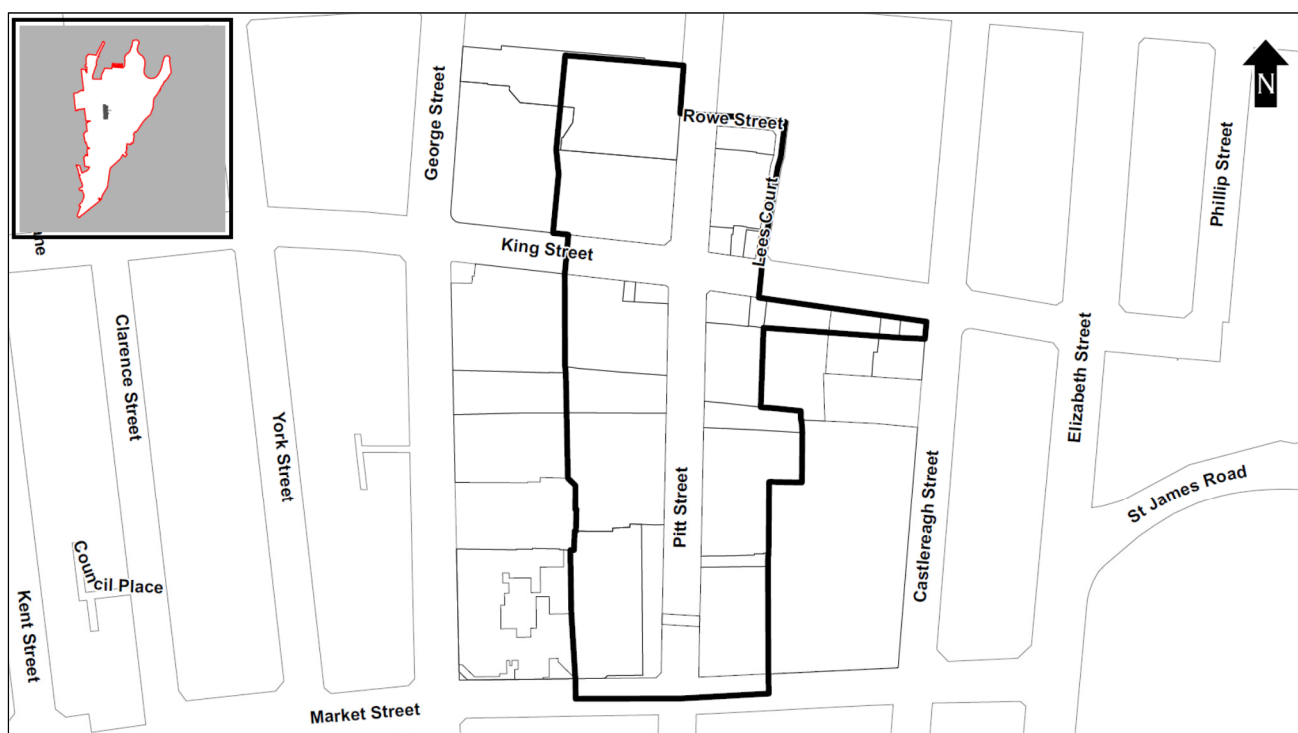 George Street
Rowe Street
N
Phillip Street
ane
King Street
Lees Court
Clarence Street
York Street
Elizabeth Street
St James Road
Pitt Street
Castlereagh Street
Council Place
Kent Street
Market Street